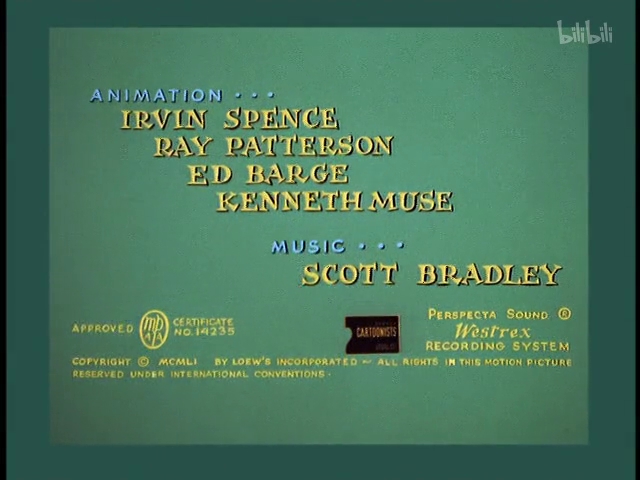 bilibili
ANIMATION . . .
IRVIN SPENCE
RAY PATTERSON
ED BARGE
KENNETH MUSE
MUSIC . . .
SCOTT BRADLEY
APPROVED MPAA CERTIFICATE NO. 14235
CARTOONISTS
PERSPECTA SOUND ®
Westrex
RECORDING SYSTEM
COPYRIGHT © MCMLI BY LOEW'S INCORPORATED ~ ALL RIGHTS IN THIS MOTION PICTURE
RESERVED UNDER INTERNATIONAL CONVENTIONS.